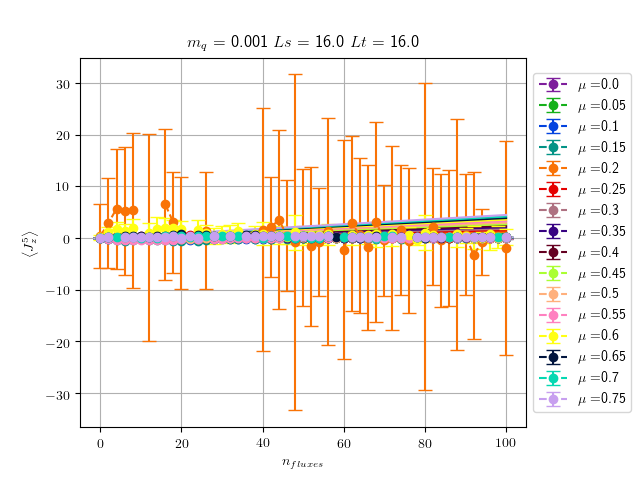 m_q = 0.001 Ls = 16.0 Lt = 16.0
⟨J_z^5⟩
30
20
10
0
−10
−20
−30
0 20 40 60 80 100
n_fluxes
μ =0.0
μ =0.05
μ =0.1
μ =0.15
μ =0.2
μ =0.25
μ =0.3
μ =0.35
μ =0.4
μ =0.45
μ =0.5
μ =0.55
μ =0.6
μ =0.65
μ =0.7
μ =0.75